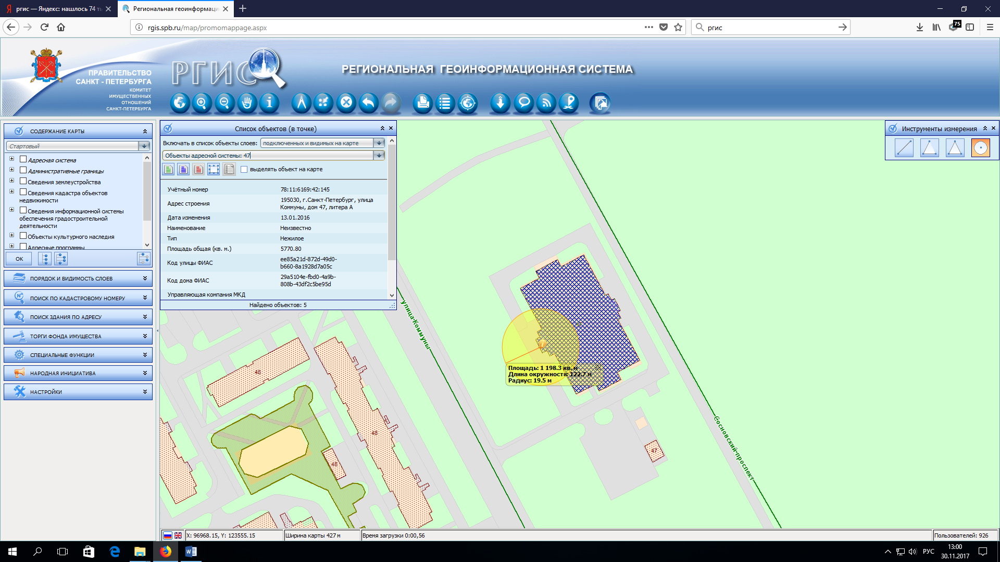 ргис — Яндекс: нашлось 74 ты
Региональная геоинформаци
rgis.spb.ru/map/promomappage.aspx
ргис
75
ПРАВИТЕЛЬСТВО
САНКТ - ПЕТЕРБУРГА
КОМИТЕТ
ИМУЩЕСТВЕННЫХ
ОТНОШЕНИЙ
САНКТ-ПЕТЕРБУРГА
РГИС
РЕГИОНАЛЬНАЯ ГЕОИНФОРМАЦИОННАЯ СИСТЕМА
СОДЕРЖАНИЕ КАРТЫ
Стартовый
Адресная система
Административные границы
Сведения землеустройства
Сведения кадастра объектов
недвижимости
Сведения информационной системы
обеспечения градостроительной
деятельности
Объекты культурного наследия
Адресные программы
ОК
ПОРЯДОК И ВИДИМОСТЬ СЛОЕВ
ПОИСК ПО КАДАСТРОВОМУ НОМЕРУ
ПОИСК ЗДАНИЯ ПО АДРЕСУ
ТОРГИ ФОНДА ИМУЩЕСТВА
СПЕЦИАЛЬНЫЕ ФУНКЦИИ
НАРОДНАЯ ИНИЦИАТИВА
НАСТРОЙКИ
Список объектов (в точке)
Включать в список объекты слоев: подключенных и видимых на карте
Объекты адресной системы: 47
выделять объект на карте
Учётный номер 78:11:6169:42:145
Адрес строения 195030, г.Санкт-Петербург, улица
Коммуны, дом 47, литера А
Дата изменения 13.01.2016
Наименование Неизвестно
Тип Нежилое
Площадь общая (кв. м.) 5770.80
Код улицы ФИАС ee85a21d-872d-49d0-
b660-8a1928d7a05c
Код дома ФИАС 29a5104e-fbd0-4a9b-
808b-43df2c5be95d
Управляющая компания МКД
Найдено объектов: 5
Инструменты измерения
улица-Коммуны
Площадь: 1 198.3 кв. м
Длина окружности: 122.7 м
Радиус: 19.5 м
48
48
48
47
Сосновский-проспект
X: 96968.15, Y: 123555.15
Ширина карты 427 м
Время загрузки 0:00,56
Пользователей: 926
РУС
13:00
30.11.2017